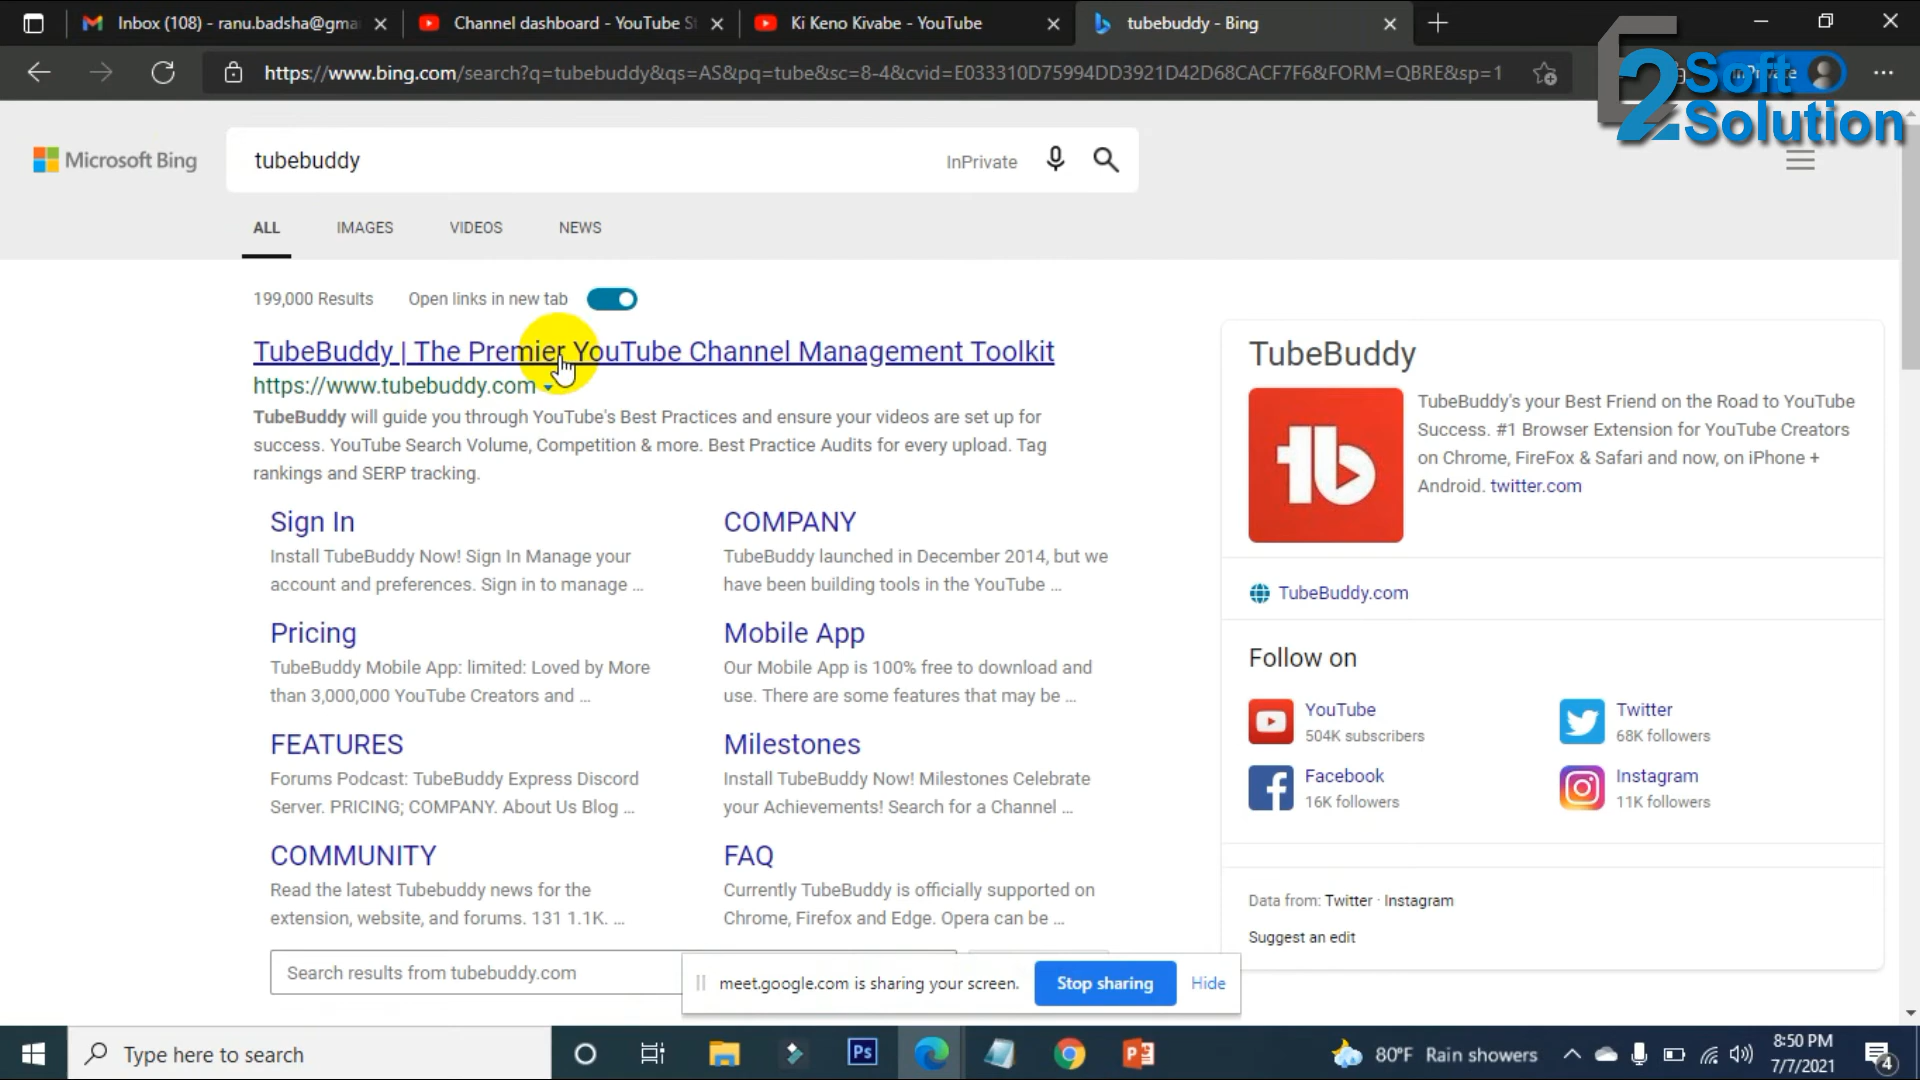 Inbox (108) - ranu.badsha@gma
Channel dashboard - YouTube S
Ki Keno Kivabe - YouTube
tubebuddy - Bing
https://www.bing.com/search?q=tubebuddy&qs=AS&pq=tube&sc=8-4&cvid=E033310D75994DD3921D42D68CACF7F6&FORM=QBRE&sp=1
2 Soft
Solution
Microsoft Bing
tubebuddy
InPrivate
ALL
IMAGES
VIDEOS
NEWS
199,000 Results
Open links in new tab
TubeBuddy | The Premier YouTube Channel Management Toolkit
https://www.tubebuddy.com
TubeBuddy will guide you through YouTube's Best Practices and ensure your videos are set up for
success. YouTube Search Volume, Competition & more. Best Practice Audits for every upload. Tag
rankings and SERP tracking.
Sign In
Install TubeBuddy Now! Sign In Manage your
account and preferences. Sign in to manage ...
COMPANY
TubeBuddy launched in December 2014, but we
have been building tools in the YouTube ...
Pricing
TubeBuddy Mobile App: limited: Loved by More
than 3,000,000 YouTube Creators and ...
Mobile App
Our Mobile App is 100% free to download and
use. There are some features that may be ...
FEATURES
Forums Podcast: TubeBuddy Express Discord
Server. PRICING; COMPANY. About Us Blog ...
Milestones
Install TubeBuddy Now! Milestones Celebrate
your Achievements! Search for a Channel ...
COMMUNITY
Read the latest Tubebuddy news for the
extension, website, and forums. 131 1.1K. ...
FAQ
Currently TubeBuddy is officially supported on
Chrome, Firefox and Edge. Opera can be ...
Search results from tubebuddy.com
TubeBuddy
tb
TubeBuddy's your Best Friend on the Road to YouTube
Success. #1 Browser Extension for YouTube Creators
on Chrome, FireFox & Safari and now, on iPhone +
Android. twitter.com
TubeBuddy.com
Follow on
YouTube
504K subscribers
Twitter
68K followers
Facebook
16K followers
Instagram
11K followers
Data from: Twitter · Instagram
Suggest an edit
meet.google.com is sharing your screen.
Stop sharing
Hide
Type here to search
Ps
80°F Rain showers
8:50 PM
7/7/2021
4